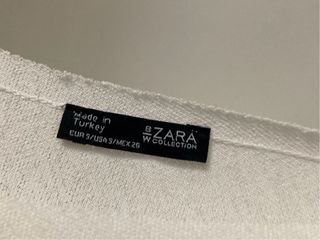 Made in
Turkey
EUR S/USA S/MEX 26
B/W ZARA
COLLECTION